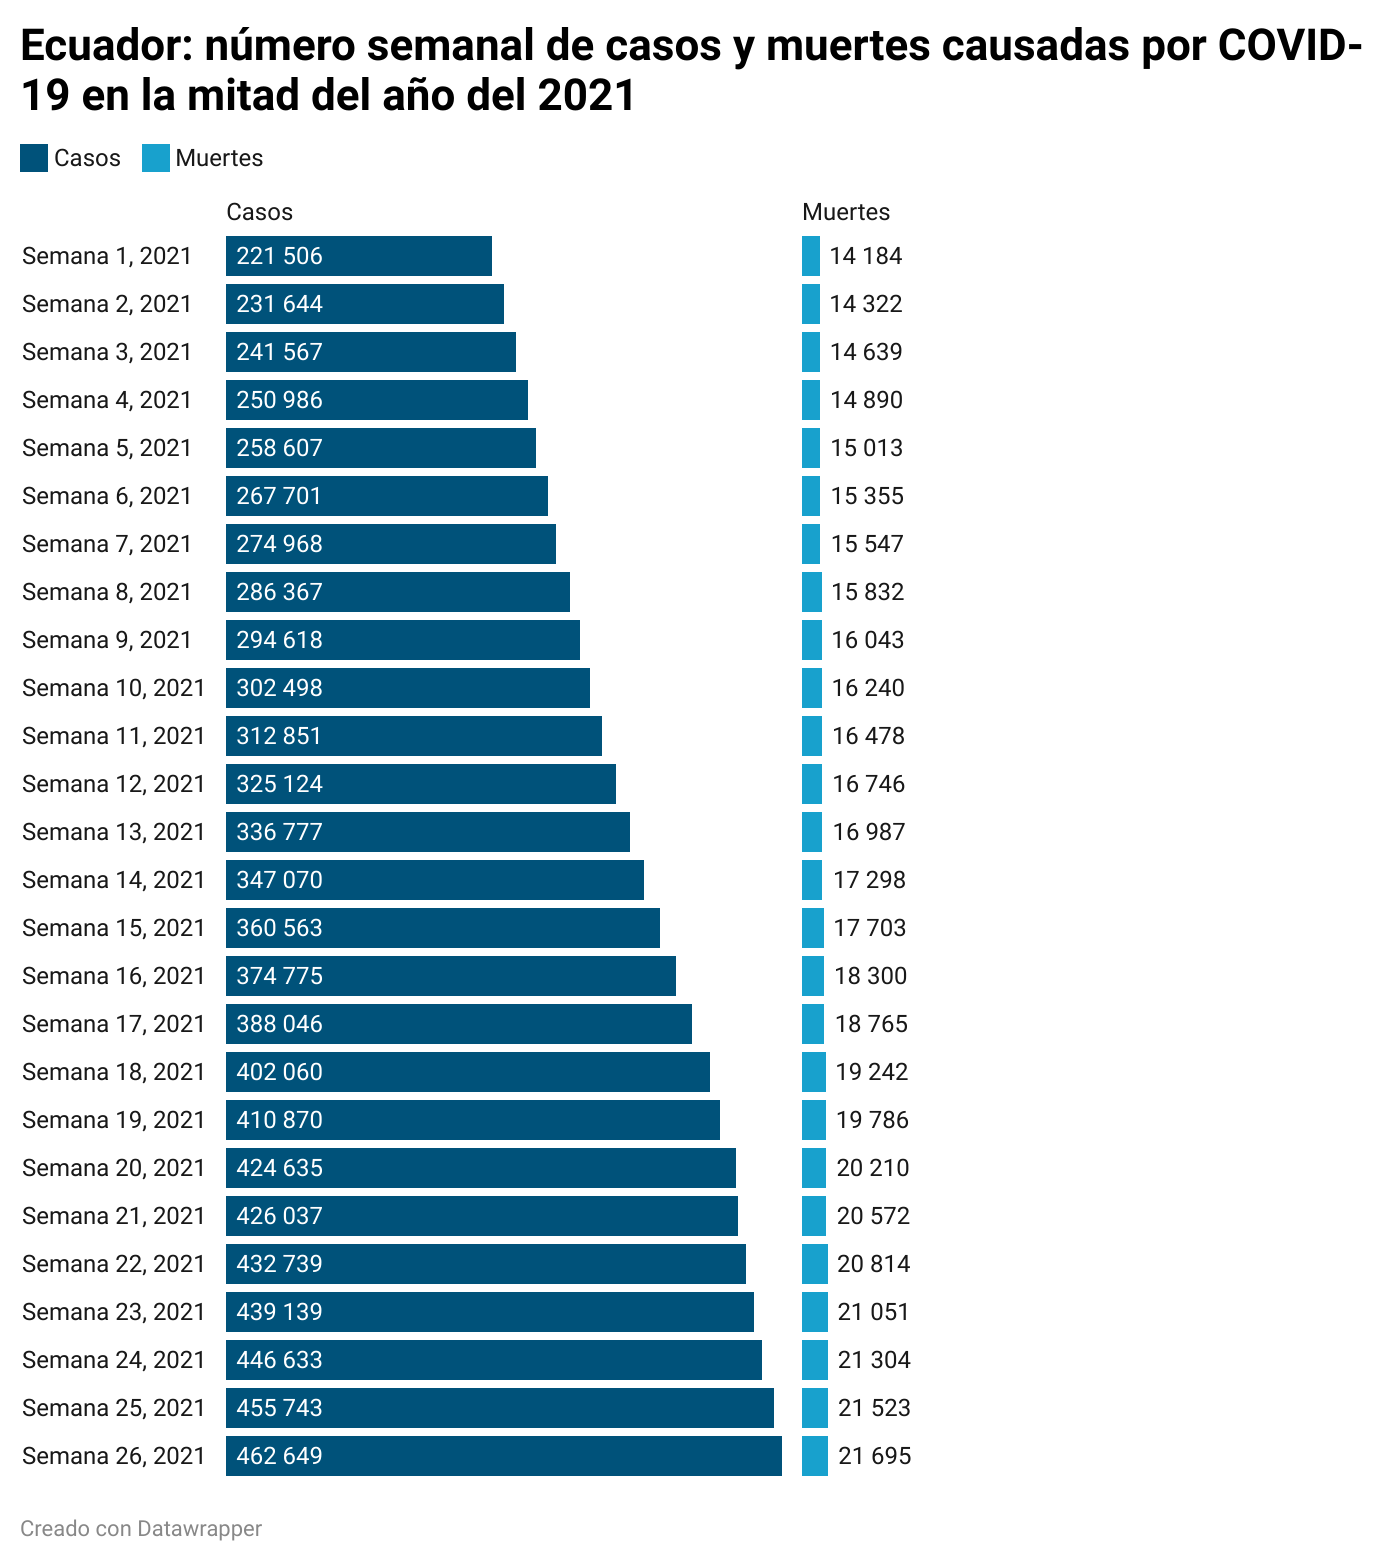 Ecuador: número semanal de casos y muertes causadas por COVID-
19 en la mitad del año del 2021
Casos Muertes
Casos Muertes
Semana 1, 2021 221 506 14 184
Semana 2, 2021 231 644 14 322
Semana 3, 2021 241 567 14 639
Semana 4, 2021 250 986 14 890
Semana 5, 2021 258 607 15 013
Semana 6, 2021 267 701 15 355
Semana 7, 2021 274 968 15 547
Semana 8, 2021 286 367 15 832
Semana 9, 2021 294 618 16 043
Semana 10, 2021 302 498 16 240
Semana 11, 2021 312 851 16 478
Semana 12, 2021 325 124 16 746
Semana 13, 2021 336 777 16 987
Semana 14, 2021 347 070 17 298
Semana 15, 2021 360 563 17 703
Semana 16, 2021 374 775 18 300
Semana 17, 2021 388 046 18 765
Semana 18, 2021 402 060 19 242
Semana 19, 2021 410 870 19 786
Semana 20, 2021 424 635 20 210
Semana 21, 2021 426 037 20 572
Semana 22, 2021 432 739 20 814
Semana 23, 2021 439 139 21 051
Semana 24, 2021 446 633 21 304
Semana 25, 2021 455 743 21 523
Semana 26, 2021 462 649 21 695
Creado con Datawrapper